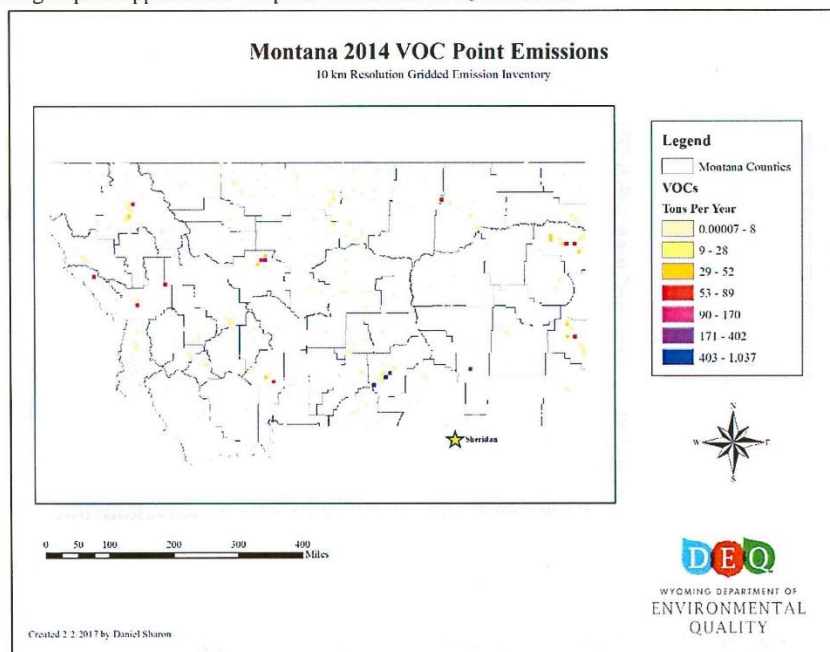 Montana 2014 VOC Point Emissions
10 km Resolution Gridded Emission Inventory
Legend
Montana Counties
VOCs
Tons Per Year
0.00007 - 8
9 - 28
29 - 52
53 - 89
90 - 170
171 - 402
403 - 1,037
Sheridan
N
W
S
0 50 100 200 300 400
Miles
DEQ
WYOMING DEPARTMENT OF
ENVIRONMENTAL
QUALITY
Created 2-2-2017 by Daniel Sharon